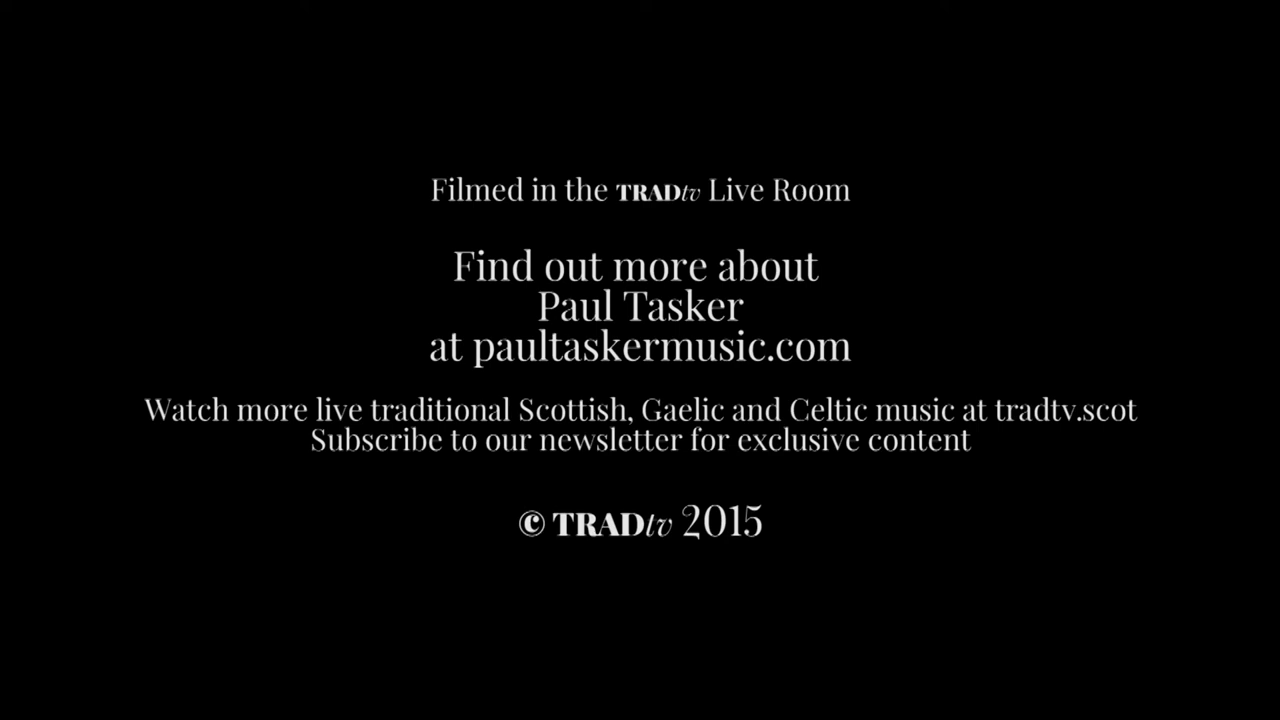 Filmed in the TRADtv Live Room
Find out more about
Paul Tasker
at paultaskermusic.com
Watch more live traditional Scottish, Gaelic and Celtic music at tradtv.scot
Subscribe to our newsletter for exclusive content
© TRADtv 2015